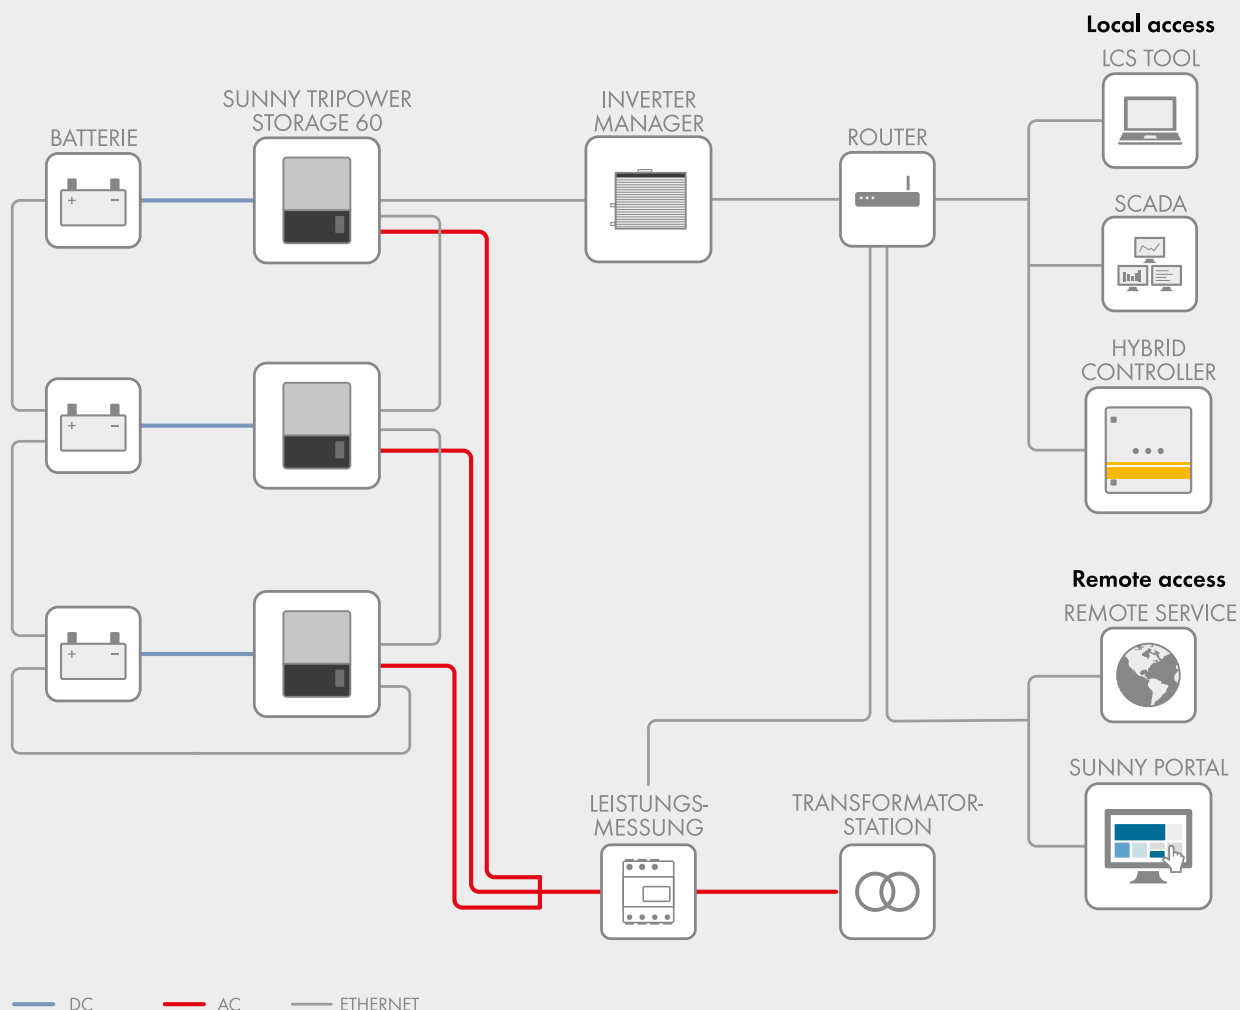 Local access
LCS TOOL
SUNNY TRIPOWER
STORAGE 60
INVERTER
MANAGER
BATTERIE
ROUTER
SCADA
HYBRID
CONTROLLER
Remote access
REMOTE SERVICE
SUNNY PORTAL
LEISTUNGS-
MESSUNG
TRANSFORMATOR-
STATION
DC
AC
ETHERNET